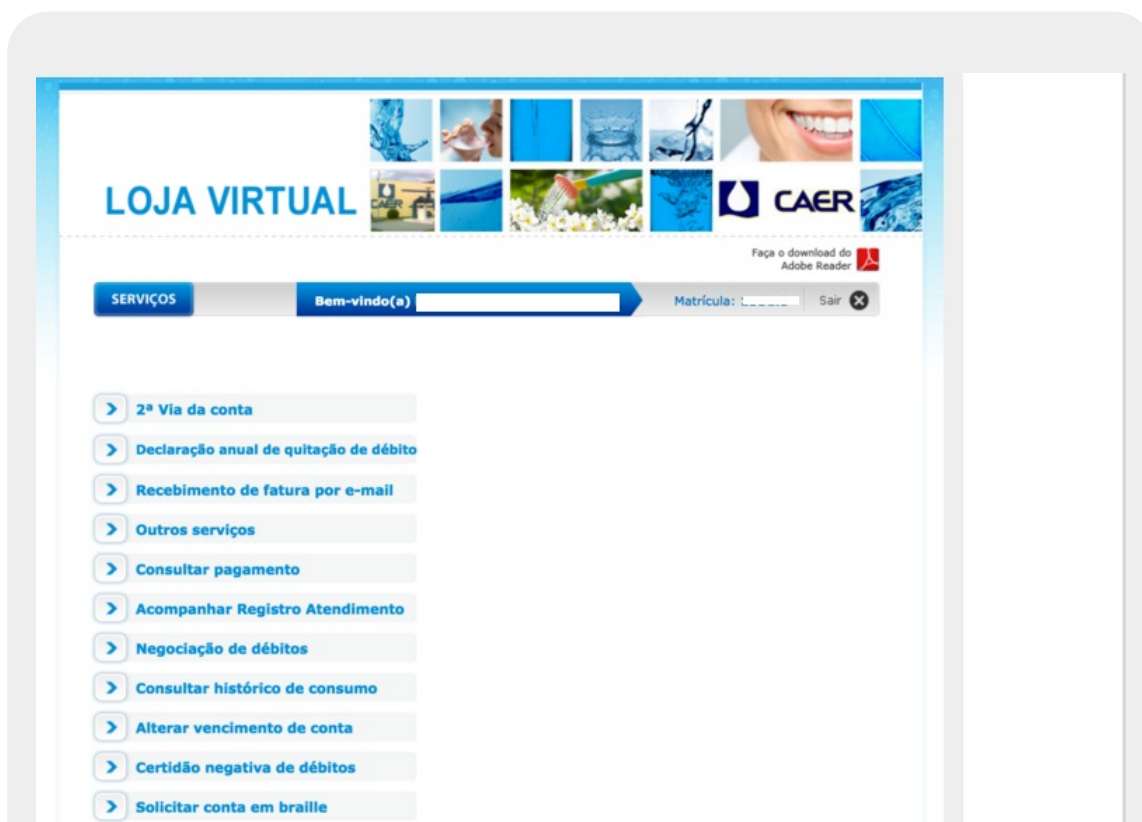 LOJA VIRTUAL
CAER
CAER
Faça o download do
Adobe Reader
SERVIÇOS
Bem-vindo(a)
Matrícula:
Sair
2ª Via da conta
Declaração anual de quitação de débito
Recebimento de fatura por e-mail
Outros serviços
Consultar pagamento
Acompanhar Registro Atendimento
Negociação de débitos
Consultar histórico de consumo
Alterar vencimento de conta
Certidão negativa de débitos
Solicitar conta em braille